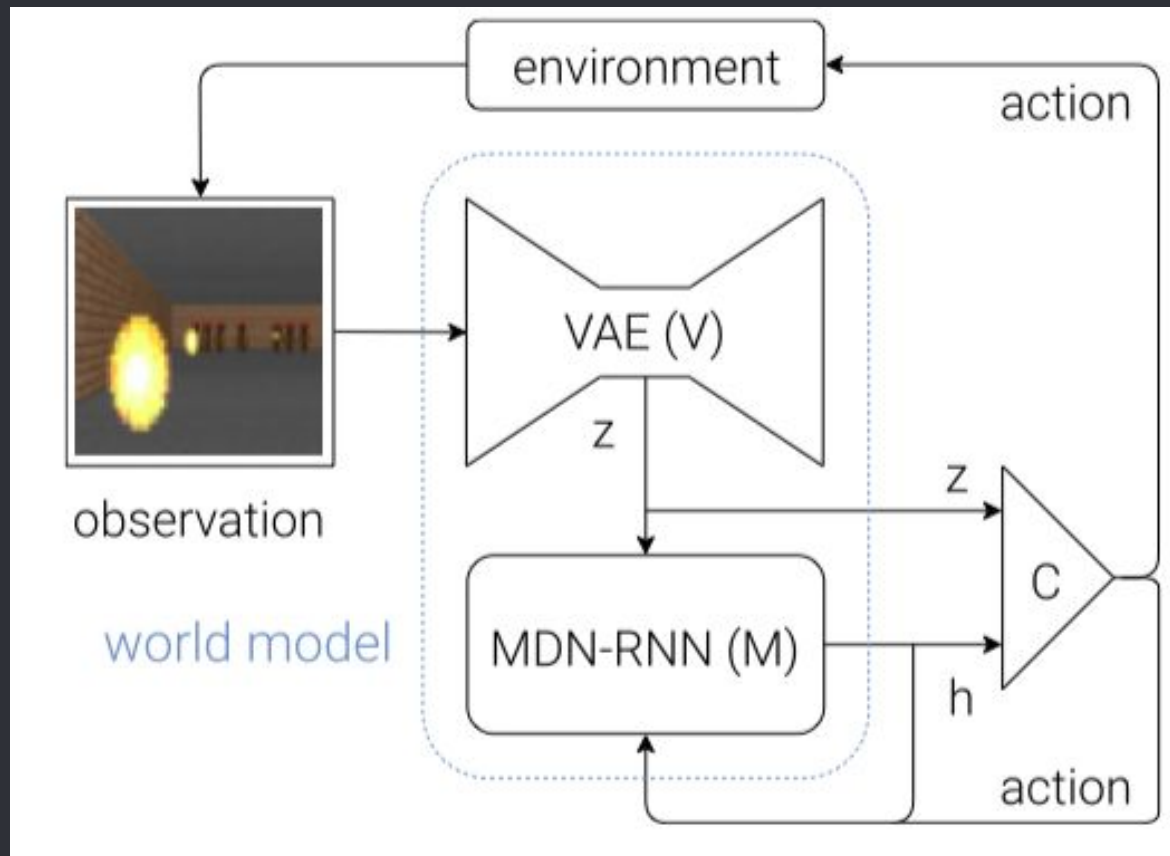 environment
action
VAE (V)
z
z
observation
C
world model
MDN-RNN (M)
h
action